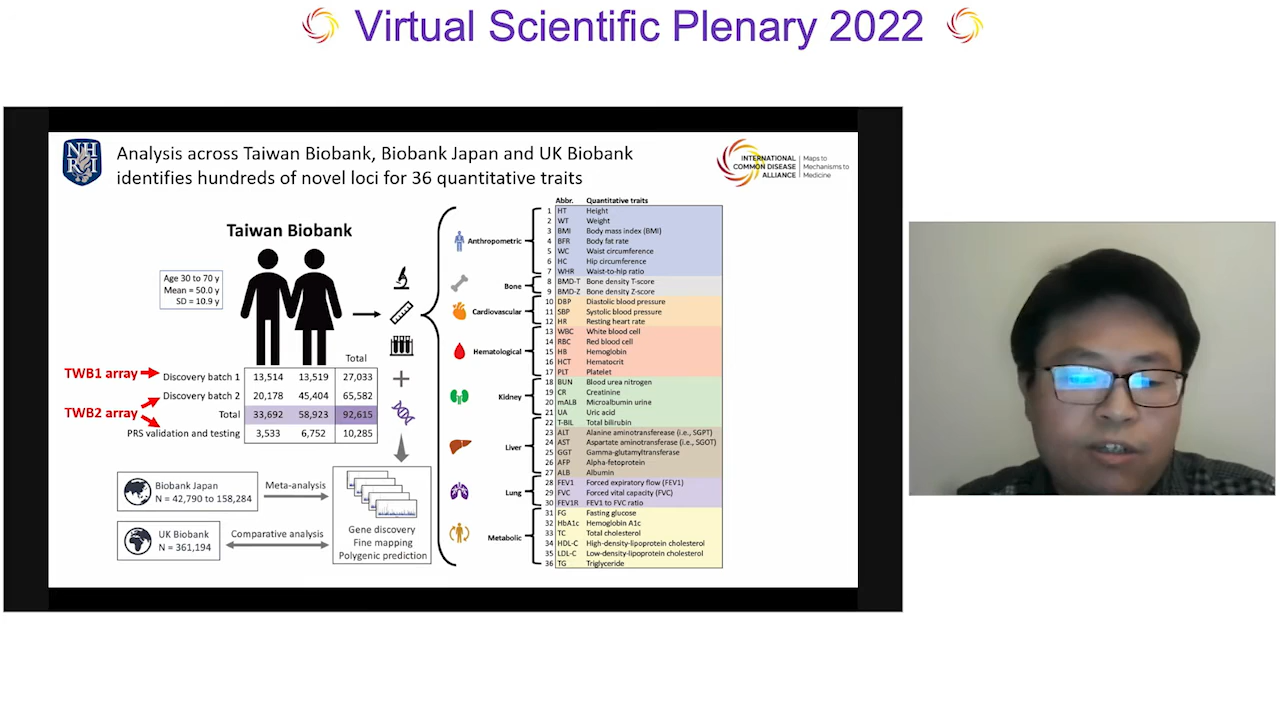 Virtual Scientific Plenary 2022
NH
RI
Analysis across Taiwan Biobank, Biobank Japan and UK Biobank
identifies hundreds of novel loci for 36 quantitative traits
INTERNATIONAL
COMMON DISEASE
ALLIANCE
Maps to
Mechanisms to
Medicine
Taiwan Biobank
Age 30 to 70 y
Mean = 50.0 y
SD = 10.9 y
Total
TWB1 array
Discovery batch 1 13,514 13,519 27,033
Discovery batch 2 20,178 45,404 65,582
TWB2 array
Total 33,692 58,923 92,615
PRS validation and testing 3,533 6,752 10,285
Biobank Japan
N = 42,790 to 158,284
Meta-analysis
UK Biobank
N = 361,194
Comparative analysis
Gene discovery
Fine mapping
Polygenic prediction
Anthropometric
Bone
Cardiovascular
Hematological
Kidney
Liver
Lung
Metabolic
Abbr. Quantitative traits
1 HT Height
2 WT Weight
3 BMI Body mass index (BMI)
4 BFR Body fat rate
5 WC Waist circumference
6 HC Hip circumference
7 WHR Waist-to-hip ratio
8 BMD-T Bone density T-score
9 BMD-Z Bone density Z-score
10 DBP Diastolic blood pressure
11 SBP Systolic blood pressure
12 HR Resting heart rate
13 WBC White blood cell
14 RBC Red blood cell
15 HB Hemoglobin
16 HCT Hematocrit
17 PLT Platelet
18 BUN Blood urea nitrogen
19 CR Creatinine
20 mALB Microalbumin urine
21 UA Uric acid
22 T-BIL Total bilirubin
23 ALT Alanine aminotransferease (i.e., SGPT)
24 AST Aspartate aminotransferase (i.e., SGOT)
25 GGT Gamma-glutamyltransferase
26 AFP Alpha-fetoprotein
27 ALB Albumin
28 FEV1 Forced expiratory flow (FEV1)
29 FVC Forced vital capacity (FVC)
30 FEV1R FEV1 to FVC ratio
31 FG Fasting glucose
32 HbA1c Hemoglobin A1c
33 TC Total cholesterol
34 HDL-C High-density-lipoprotein cholesterol
35 LDL-C Low-density-lipoprotein cholesterol
36 TG Triglyceride